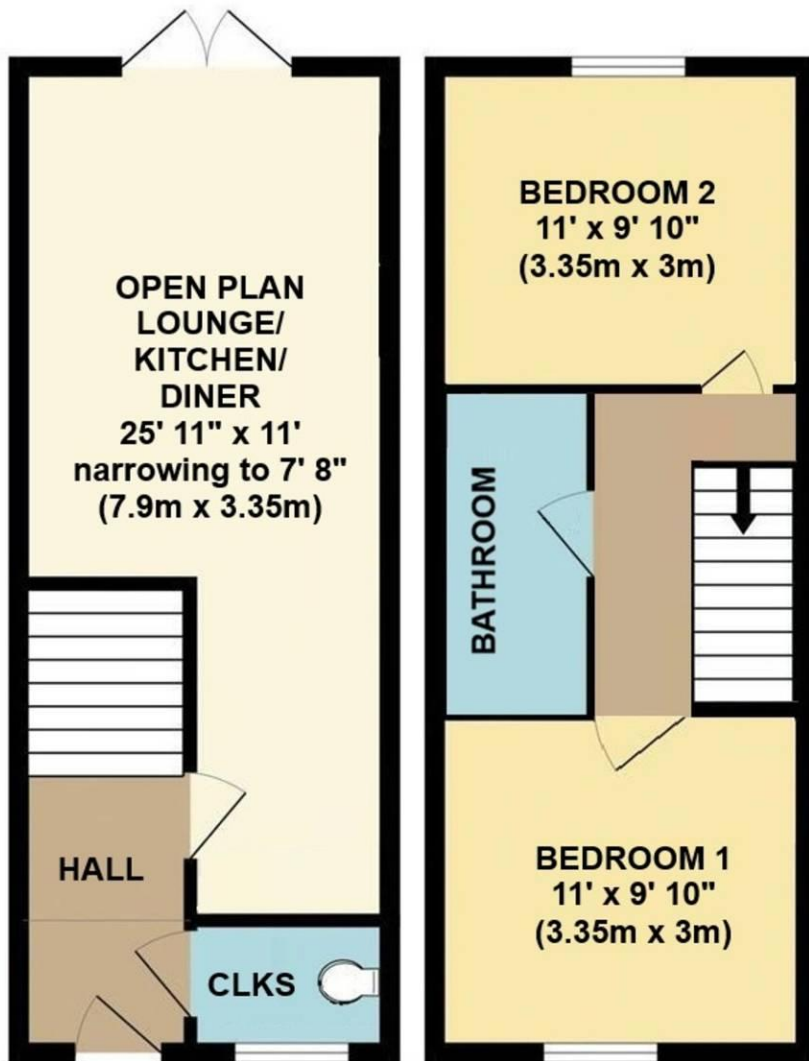 OPEN PLAN
LOUNGE/
KITCHEN/
DINER
25' 11" x 11'
narrowing to 7' 8"
(7.9m x 3.35m)
HALL
CLKS
BEDROOM 2
11' x 9' 10"
(3.35m x 3m)
BATHROOM
BEDROOM 1
11' x 9' 10"
(3.35m x 3m)